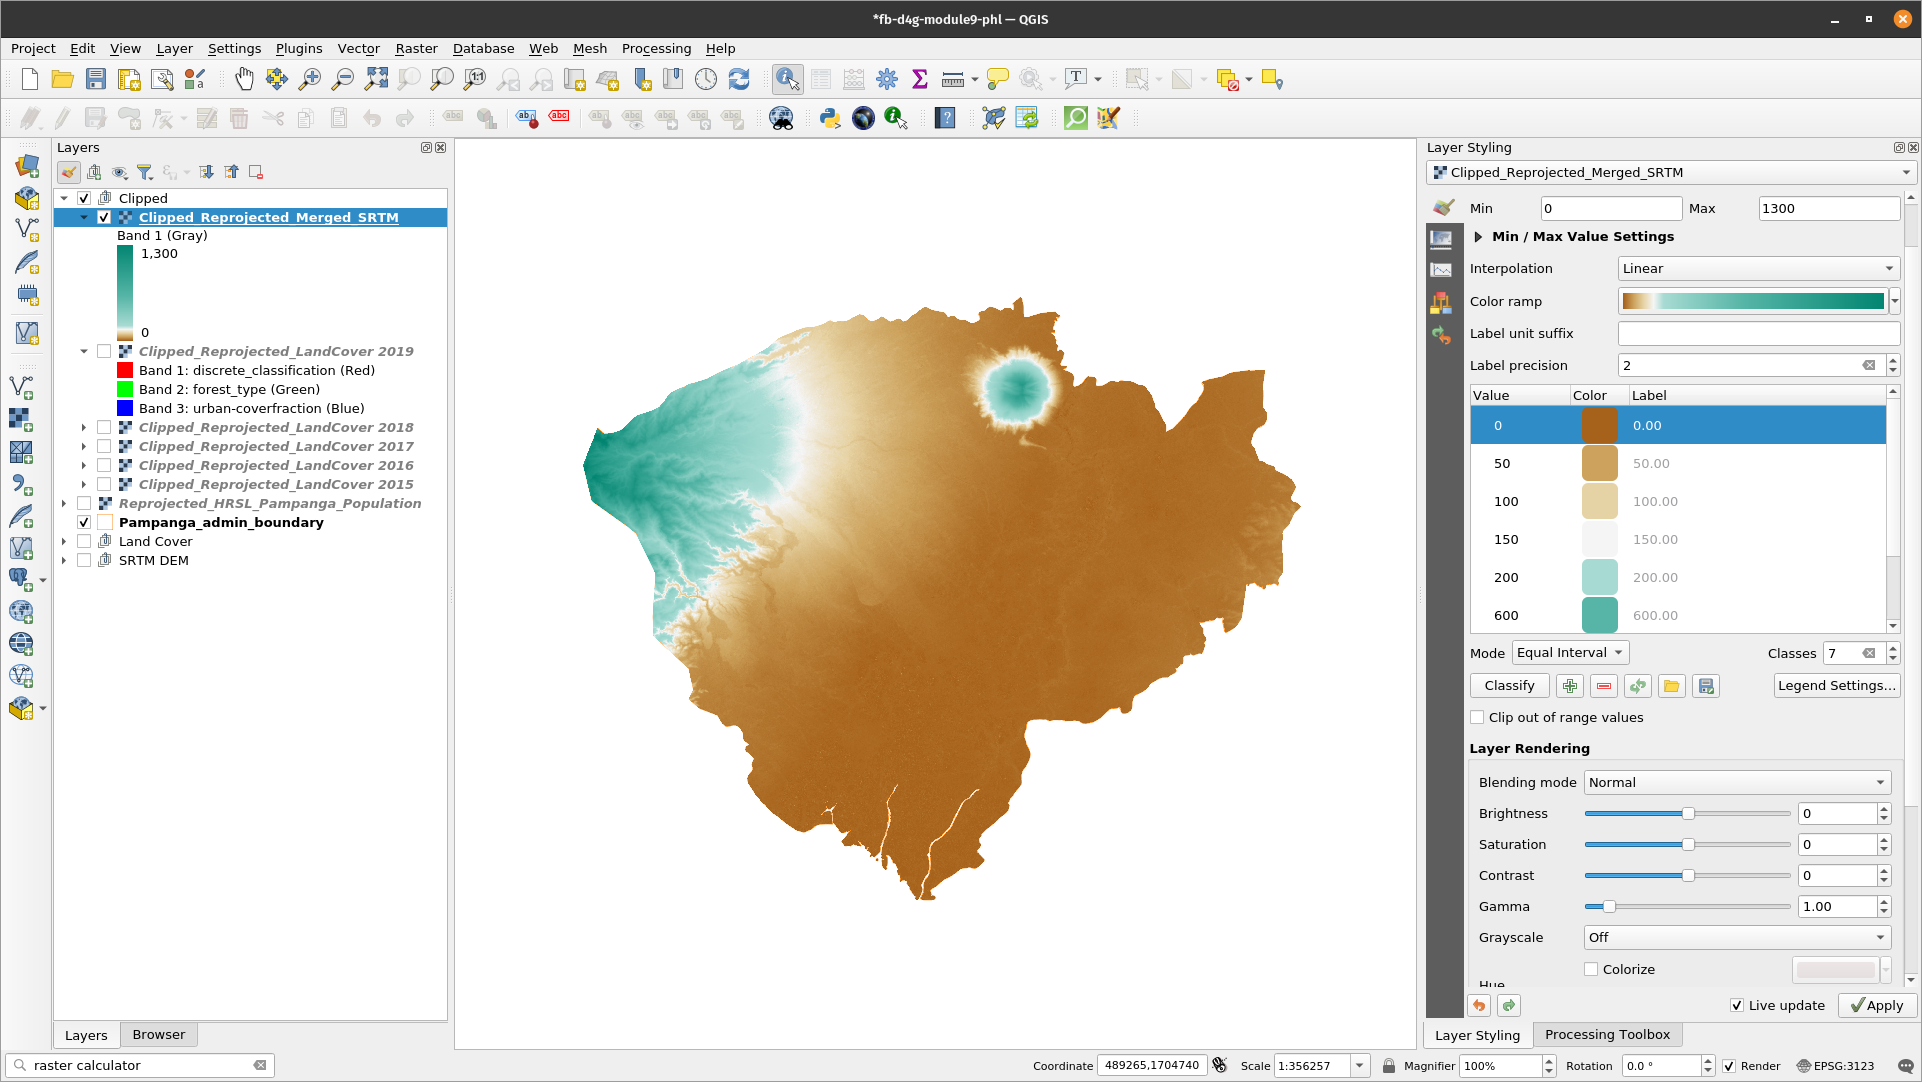 *fb-d4g-module9-phl — QGIS
Project Edit View Layer Settings Plugins Vector Raster Database Web Mesh Processing Help
Layers
Clipped
Clipped_Reprojected_Merged_SRTM
Band 1 (Gray)
1,300
0
Clipped_Reprojected_LandCover 2019
Band 1: discrete_classification (Red)
Band 2: forest_type (Green)
Band 3: urban-coverfraction (Blue)
Clipped_Reprojected_LandCover 2018
Clipped_Reprojected_LandCover 2017
Clipped_Reprojected_LandCover 2016
Clipped_Reprojected_LandCover 2015
Reprojected_HRSL_Pampanga_Population
Pampanga_admin_boundary
Land Cover
SRTM DEM
Layers Browser
raster calculator
Layer Styling
Clipped_Reprojected_Merged_SRTM
Min 0 Max 1300
Min / Max Value Settings
Interpolation Linear
Color ramp
Label unit suffix
Label precision 2
Value Color Label
0 0.00
50 50.00
100 100.00
150 150.00
200 200.00
600 600.00
Mode Equal Interval Classes 7
Classify Legend Settings...
Clip out of range values
Layer Rendering
Blending mode Normal
Brightness 0
Saturation 0
Contrast 0
Gamma 1.00
Grayscale Off
Colorize
Hue
Live update Apply
Layer Styling Processing Toolbox
Coordinate 489265,1704740 Scale 1:356257 Magnifier 100% Rotation 0.0 ° Render EPSG:3123